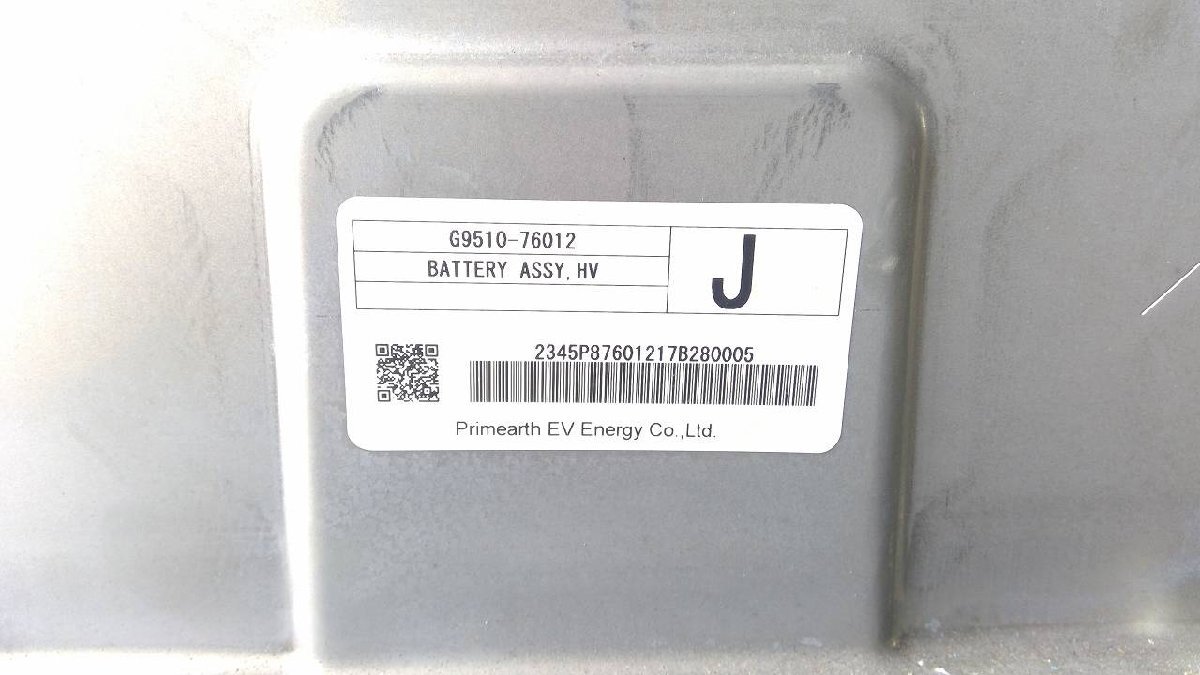 G9510-76012
BATTERY ASSY, HV
J
2345P87601217B280005
Primearth EV Energy Co.,Ltd.